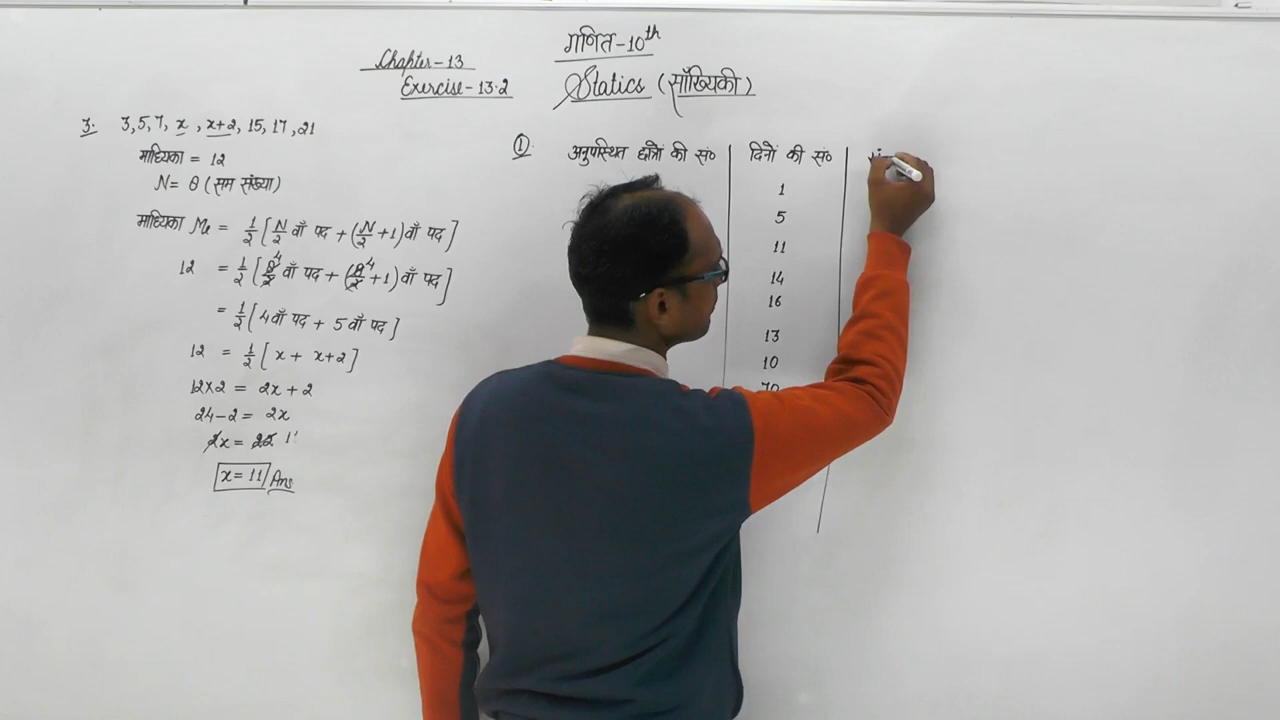 गणित-10th
Chapter-13
Exercise-13.2
Statics (साँख्यिकी)
3. 3, 5, 7, x, x+2, 15, 17, 21
माध्यिका = 12
N = 8 (सम संख्या)
माध्यिका Me = 1/2 [N/2 वाँ पद + (N/2 + 1) वाँ पद]
12 = 1/2 [8/2 4 वाँ पद + (8/2 4 + 1) वाँ पद]
= 1/2 [4 वाँ पद + 5 वाँ पद]
12 = 1/2 [x + x+2]
12×2 = 2x + 2
24-2 = 2x
2x = 22 11
x = 11 Ans
① अनुपस्थित छात्रों की सं० दिनों की सं०
1
5
11
14
16
13
10